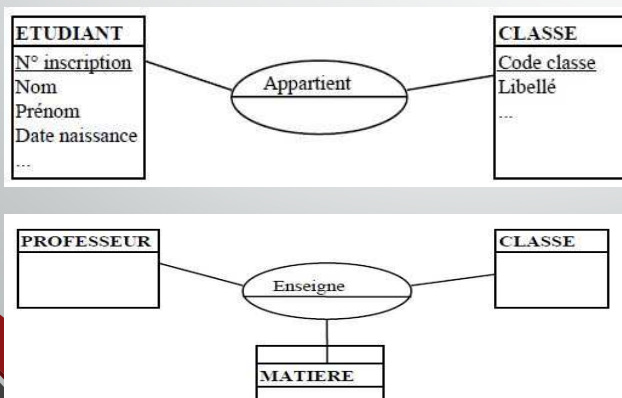 ETUDIANT
N° inscription
Nom
Prénom
Date naissance
...
Appartient
CLASSE
Code classe
Libellé
...
PROFESSEUR
Enseigne
CLASSE
MATIERE